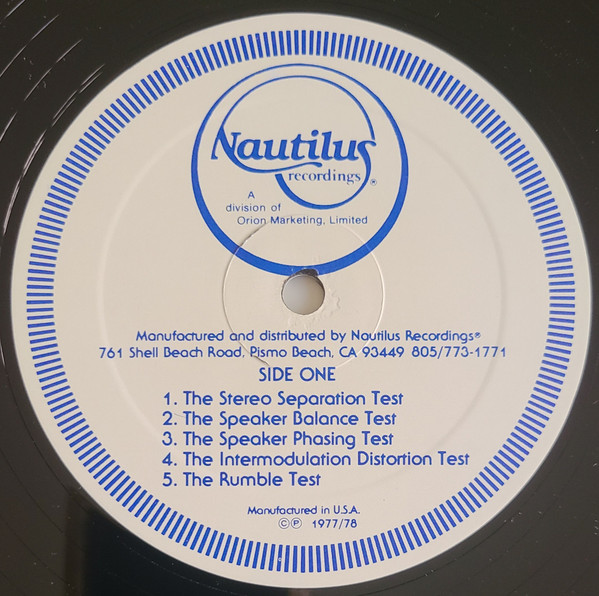 Nautilus
recordings®
A
division of
Orion Marketing, Limited
Manufactured and distributed by Nautilus Recordings®
761 Shell Beach Road, Pismo Beach, CA 93449 805/773-1771
SIDE ONE
1. The Stereo Separation Test
2. The Speaker Balance Test
3. The Speaker Phasing Test
4. The Intermodulation Distortion Test
5. The Rumble Test
Manufactured in U.S.A.
©℗ 1977/78